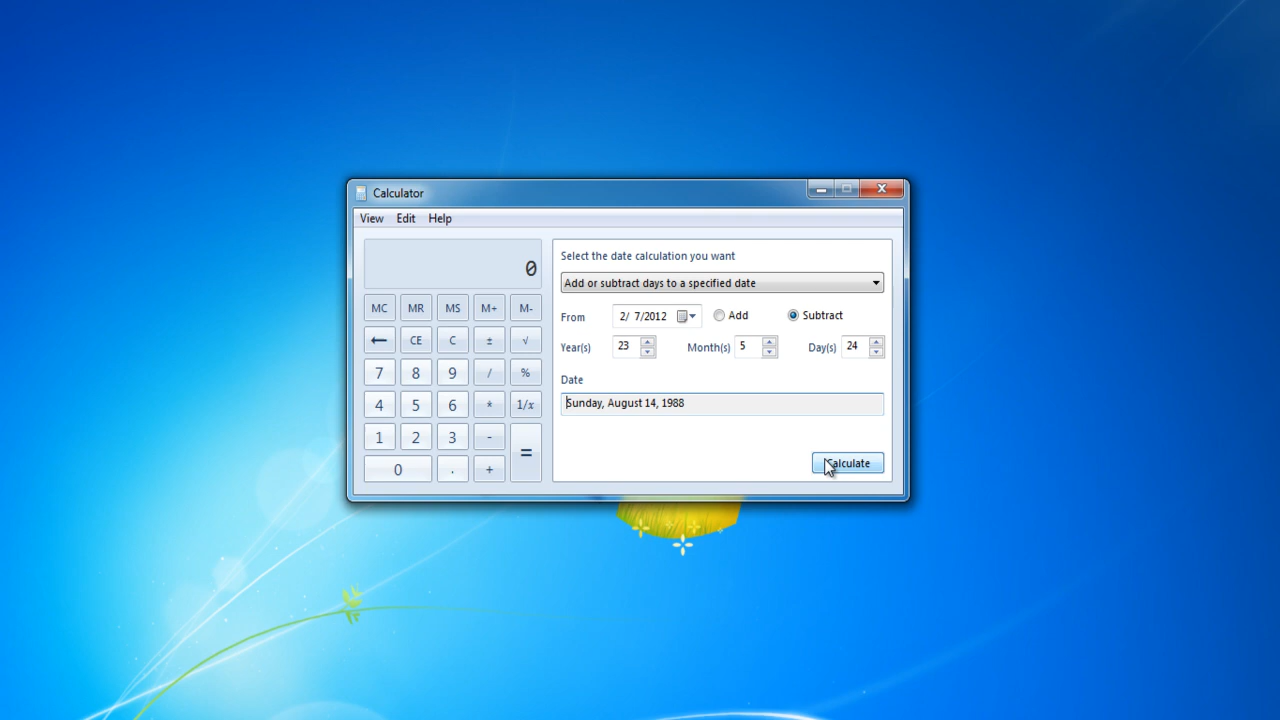 Calculator
View Edit Help
0
MC MR MS M+ M-
← CE C ± √
7 8 9 / %
4 5 6 * 1/x
1 2 3 - =
0 . +
Select the date calculation you want
Add or subtract days to a specified date
From 2/ 7/2012 Add Subtract
Year(s) 23 Month(s) 5 Day(s) 24
Date
Sunday, August 14, 1988
Calculate